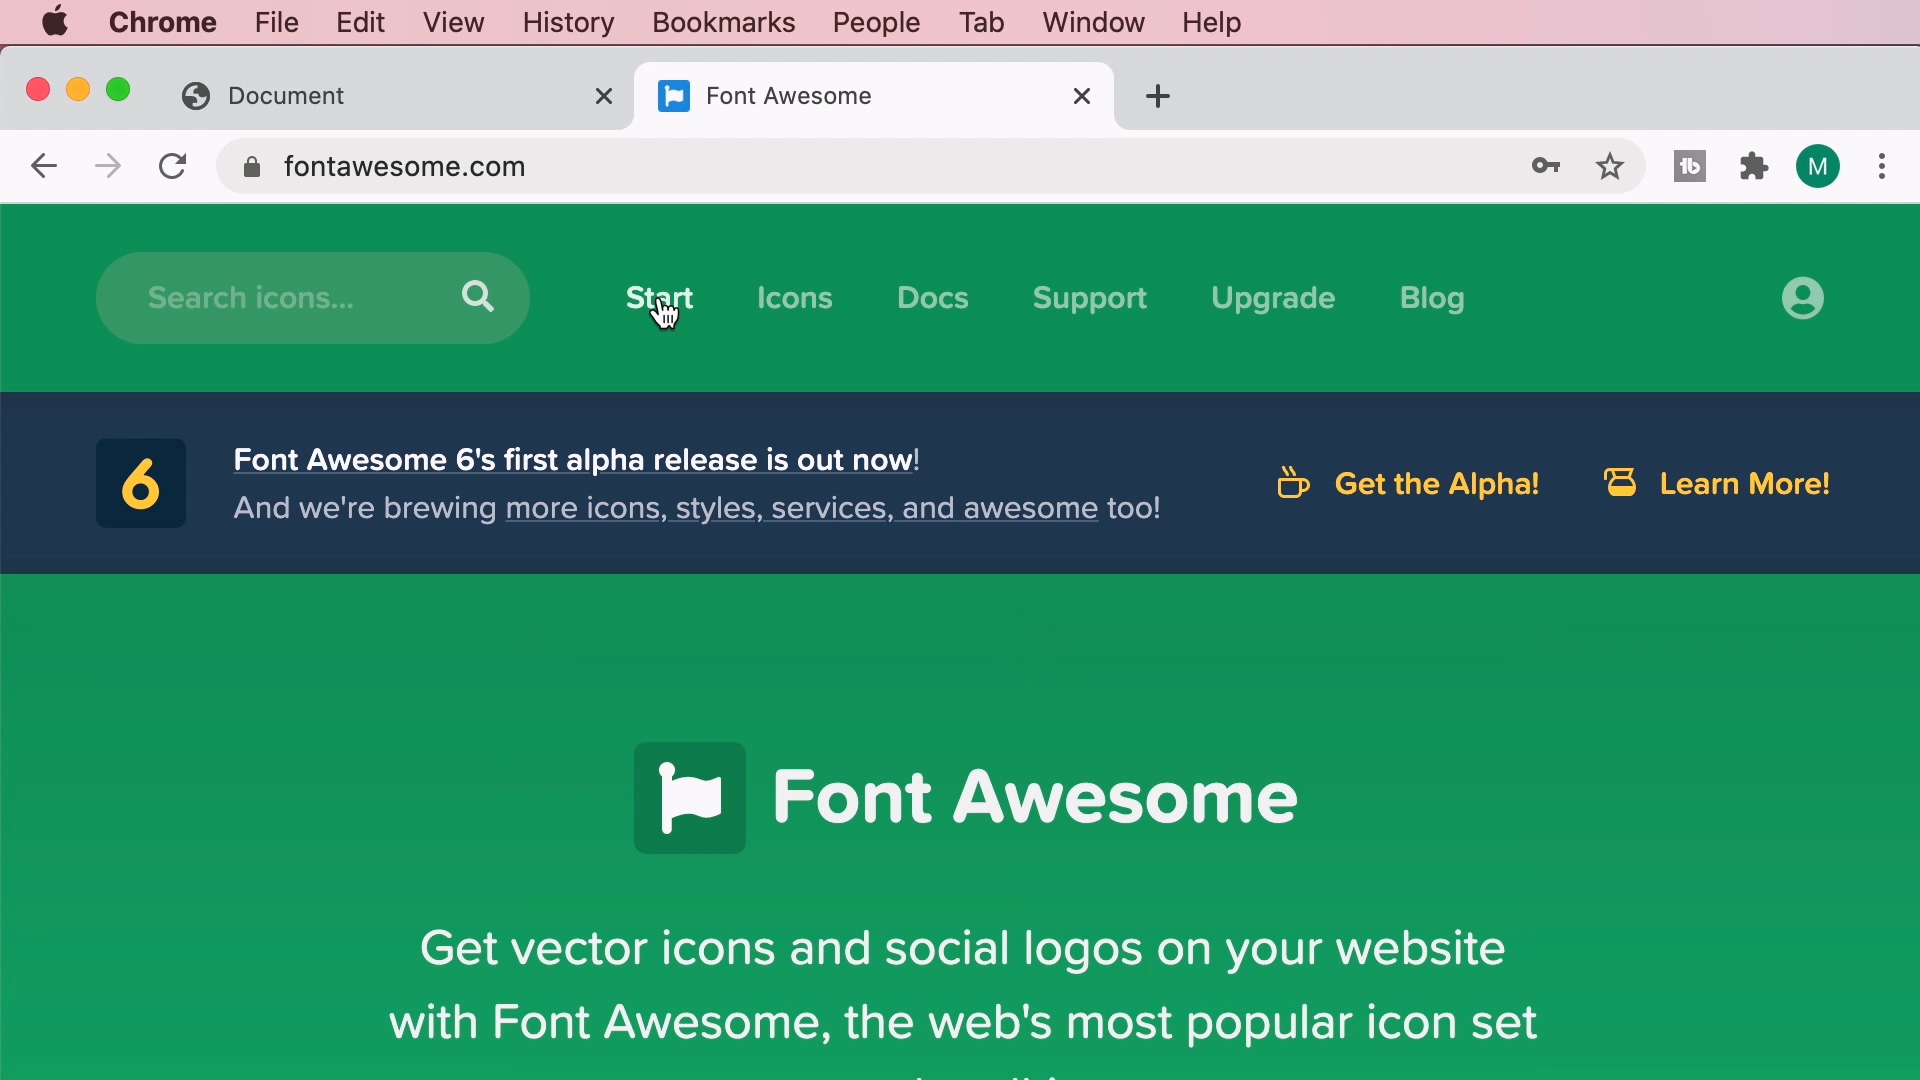 Chrome File Edit View History Bookmarks People Tab Window Help
Document
Font Awesome
fontawesome.com
M
Search icons...
Start Icons Docs Support Upgrade Blog
6
Font Awesome 6's first alpha release is out now!
And we're brewing more icons, styles, services, and awesome too!
Get the Alpha!
Learn More!
Font Awesome
Get vector icons and social logos on your website
with Font Awesome, the web's most popular icon set